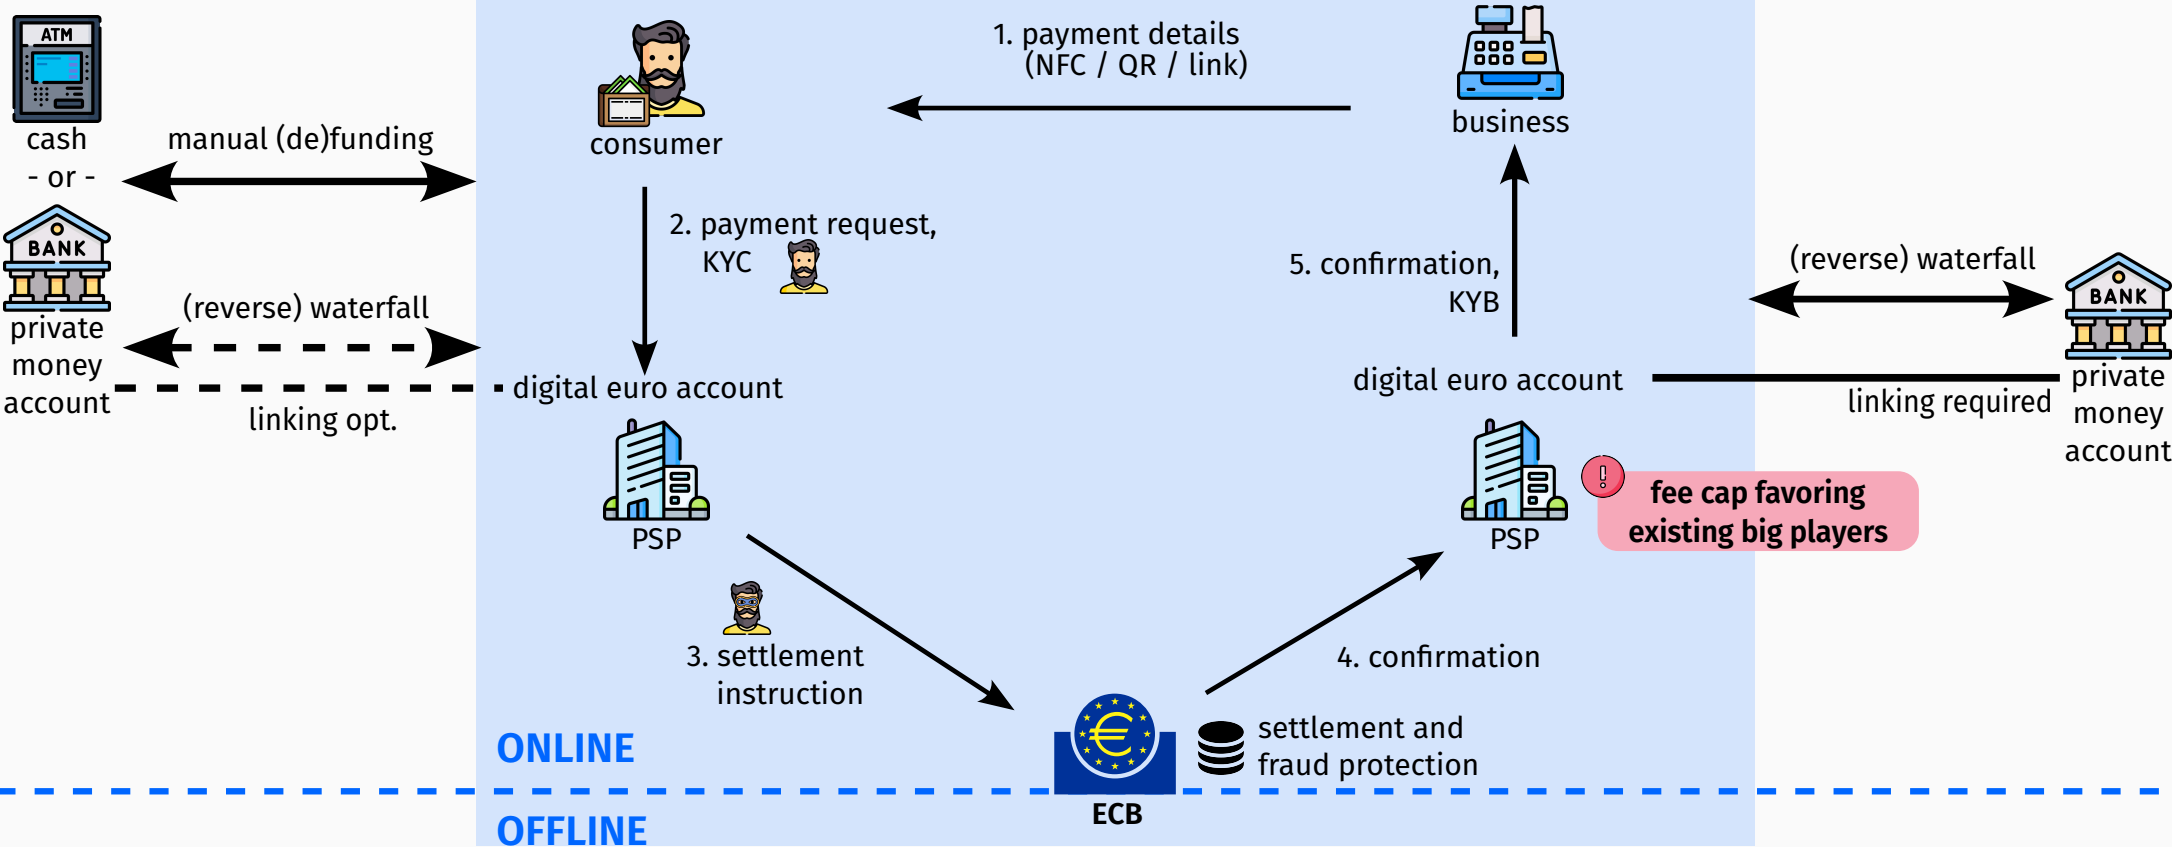 ATM
cash
- or -
BANK
private
money
account
manual (de)funding
(reverse) waterfall
linking opt.
consumer
1. payment details
(NFC / QR / link)
business
2. payment request,
KYC
5. confirmation,
KYB
digital euro account
PSP
digital euro account
PSP
fee cap favoring
existing big players
(reverse) waterfall
linking required
BANK
private
money
account
3. settlement
instruction
4. confirmation
settlement and
fraud protection
ONLINE
ECB
OFFLINE